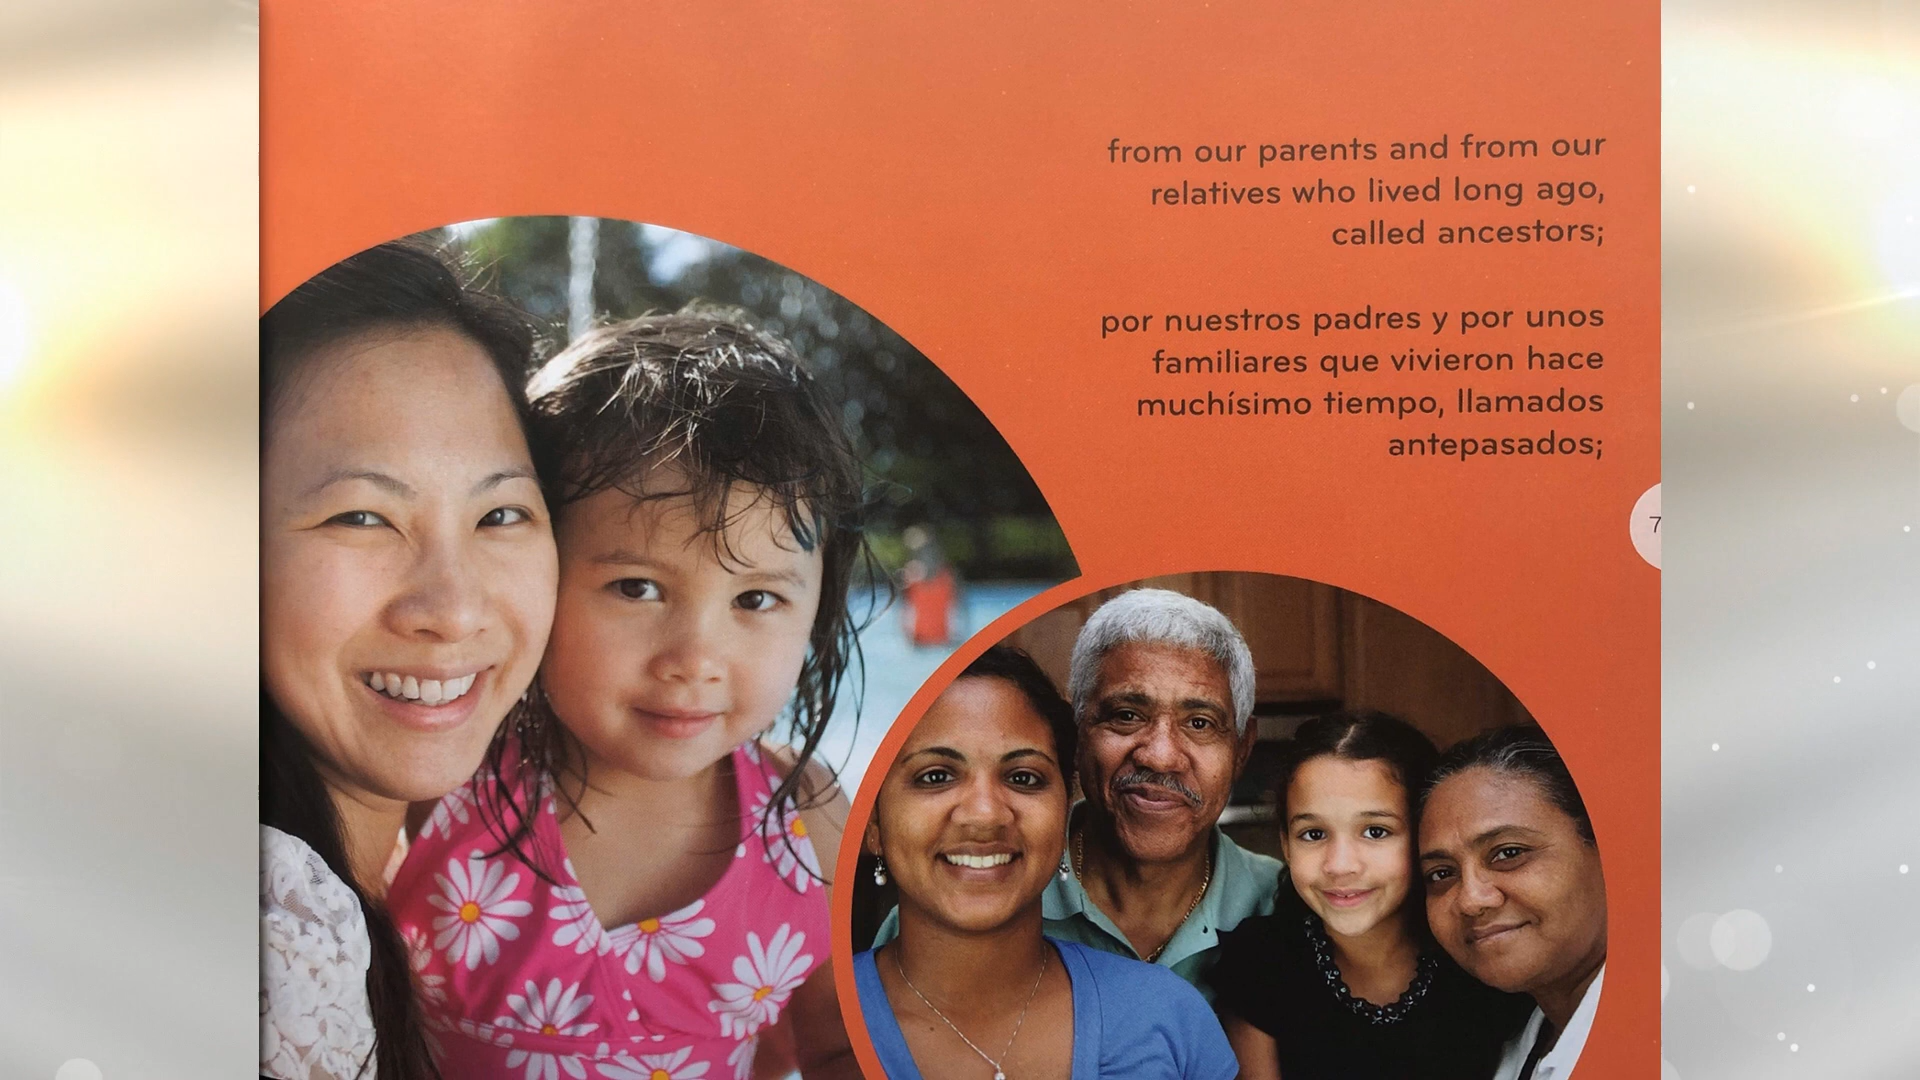 from our parents and from our
relatives who lived long ago,
called ancestors;
por nuestros padres y por unos
familiares que vivieron hace
muchísimo tiempo, llamados
antepasados;
7